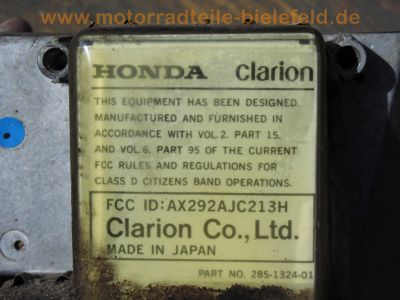 www.motorradteile-bielefeld.de
HONDA Clarion
THIS EQUIPMENT HAS BEEN DESIGNED.
MANUFACTURED AND FURNISHED IN
ACCORDANCE WITH VOL.2. PART 15.
AND VOL.6. PART 95 OF THE CURRENT
FCC RULES AND REGULATIONS FOR
CLASS D CITIZENS BAND OPERATIONS.
FCC ID:AX292AJC213H
Clarion Co.,Ltd.
MADE IN JAPAN
PART NO. 285-1324-01